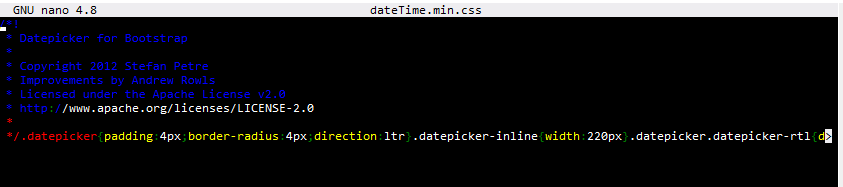 GNU nano 4.8 dateTime.min.css
/*!
* Datepicker for Bootstrap
*
* Copyright 2012 Stefan Petre
* Improvements by Andrew Rowls
* Licensed under the Apache License v2.0
* http://www.apache.org/licenses/LICENSE-2.0
*
*/.datepicker{padding:4px;border-radius:4px;direction:ltr}.datepicker-inline{width:220px}.datepicker.datepicker-rtl{d>